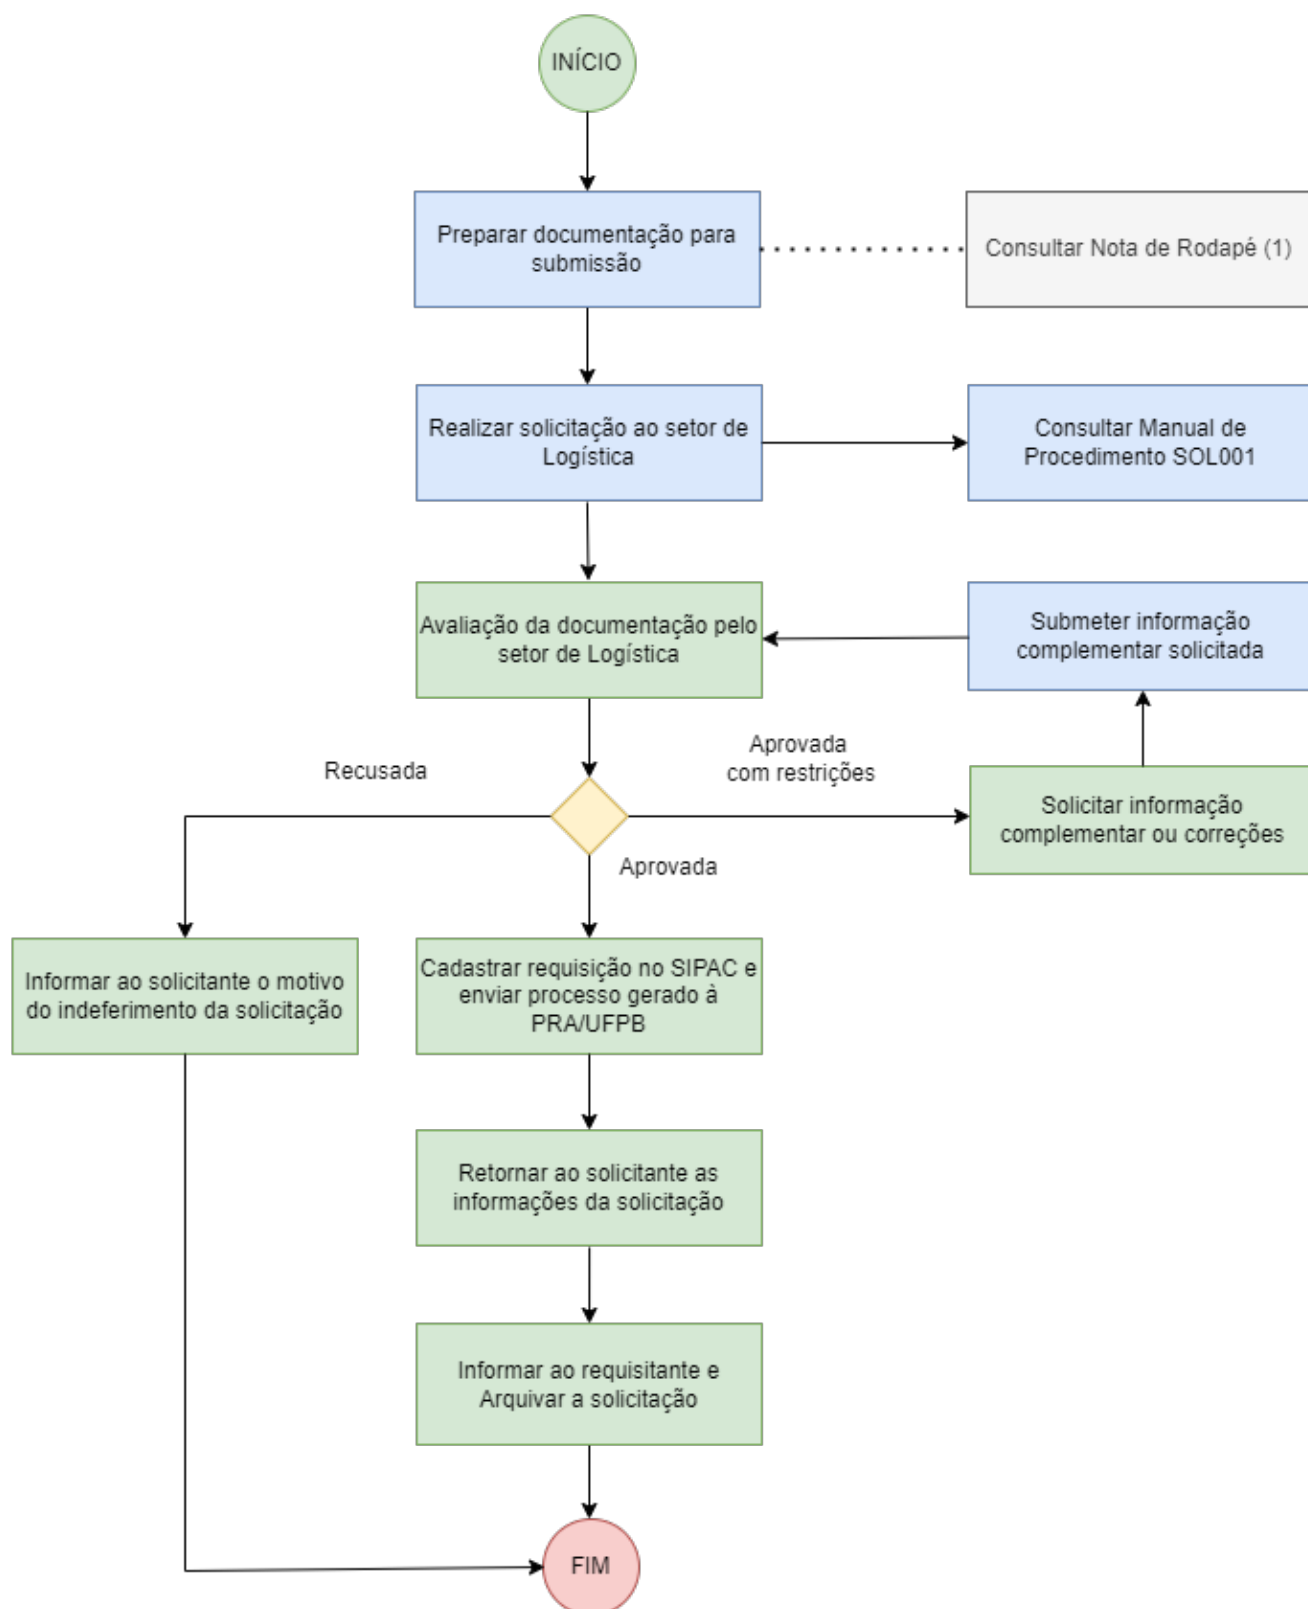 INÍCIO
Preparar documentação para
submissão
Consultar Nota de Rodapé (1)
Realizar solicitação ao setor de
Logística
Consultar Manual de
Procedimento SOL001
Avaliação da documentação pelo
setor de Logística
Submeter informação
complementar solicitada
Recusada
Aprovada
com restrições
Solicitar informação
complementar ou correções
Aprovada
Informar ao solicitante o motivo
do indeferimento da solicitação
Cadastrar requisição no SIPAC e
enviar processo gerado à
PRA/UFPB
Retornar ao solicitante as
informações da solicitação
Informar ao requisitante e
Arquivar a solicitação
FIM